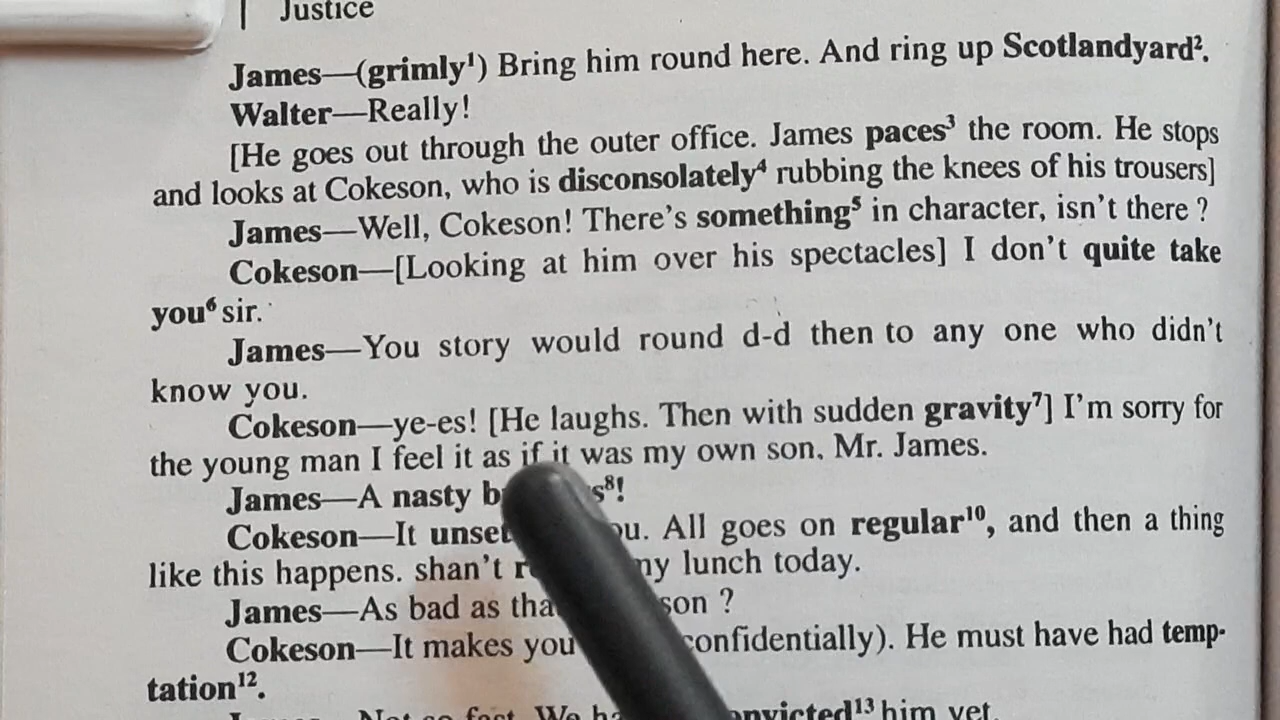 Justice
James—(grimly¹) Bring him round here. And ring up Scotlandyard².
Walter—Really!
[He goes out through the outer office. James paces³ the room. He stops
and looks at Cokeson, who is disconsolately⁴ rubbing the knees of his trousers]
James—Well, Cokeson! There's something⁵ in character, isn't there ?
Cokeson—[Looking at him over his spectacles] I don't quite take
you⁶ sir.
James—You story would round d-d then to any one who didn't
know you.
Cokeson—ye-es! [He laughs. Then with sudden gravity⁷] I'm sorry for
the young man I feel it as if it was my own son. Mr. James.
James—A nasty
Cokeson—It All goes on regular¹⁰, and then a thing
like this happens. shan't my lunch today.
James—As bad as ?
Cokeson—It makes you confidentially). He must have had temp-
tation¹².
him yet.